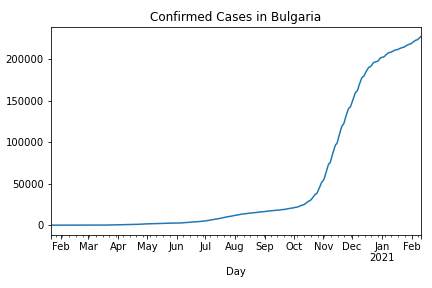 Confirmed Cases in Bulgaria
200000
150000
100000
50000
0
Feb Mar Apr May Jun Jul Aug Sep Oct Nov Dec Jan Feb
2021
Day